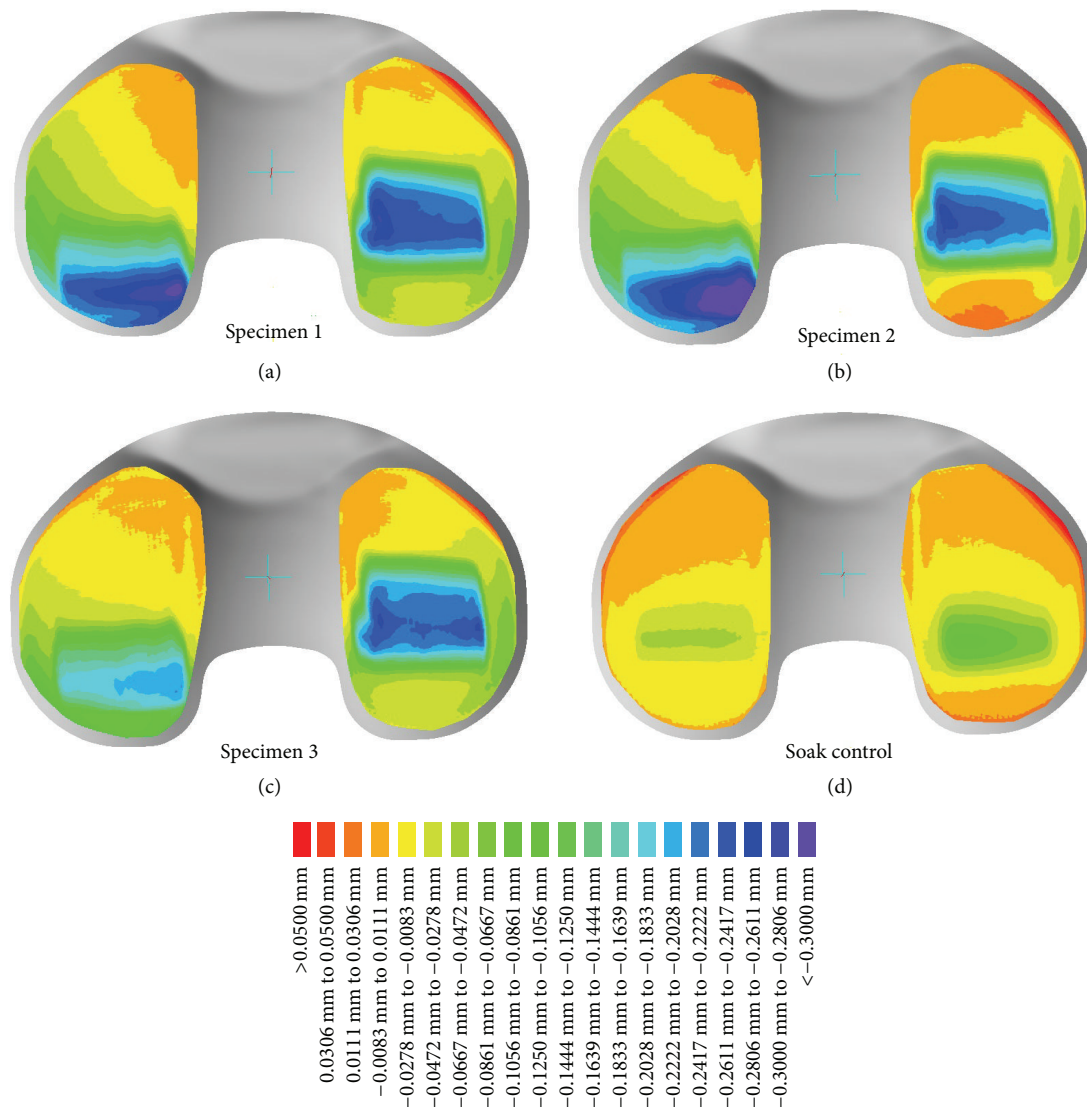 Specimen 1
(a)
Specimen 2
(b)
Specimen 3
(c)
Soak control
(d)
>0.0500 mm
0.0306 mm to 0.0500 mm
0.0111 mm to 0.0306 mm
−0.0083 mm to 0.0111 mm
−0.0278 mm to −0.0083 mm
−0.0472 mm to −0.0278 mm
−0.0667 mm to −0.0472 mm
−0.0861 mm to −0.0667 mm
−0.1056 mm to −0.0861 mm
−0.1250 mm to −0.1056 mm
−0.1444 mm to −0.1250 mm
−0.1639 mm to −0.1444 mm
−0.1833 mm to −0.1639 mm
−0.2028 mm to −0.1833 mm
−0.2222 mm to −0.2028 mm
−0.2417 mm to −0.2222 mm
−0.2611 mm to −0.2417 mm
−0.2806 mm to −0.2611 mm
−0.3000 mm to −0.2806 mm
<−0.3000 mm